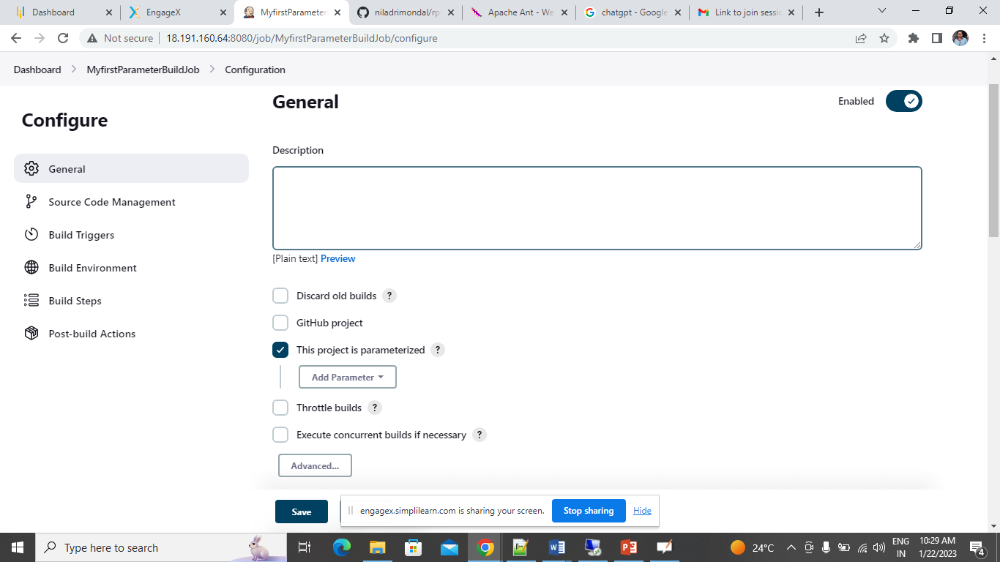 Dashboard
EngageX
MyfirstParameter
niladrimondal/rp
Apache Ant - We
chatgpt - Google
Link to join sessio
Not secure
18.191.160.64:8080/job/MyfirstParameterBuildJob/configure
Dashboard > MyfirstParameterBuildJob > Configuration
Configure
General
Source Code Management
Build Triggers
Build Environment
Build Steps
Post-build Actions
General
Enabled
Description
[Plain text] Preview
Discard old builds ?
GitHub project
This project is parameterized ?
Add Parameter
Throttle builds ?
Execute concurrent builds if necessary ?
Advanced...
Save
engagex.simplilearn.com is sharing your screen.
Stop sharing
Hide
Type here to search
24°C
ENG
IN
10:29 AM
1/22/2023
4